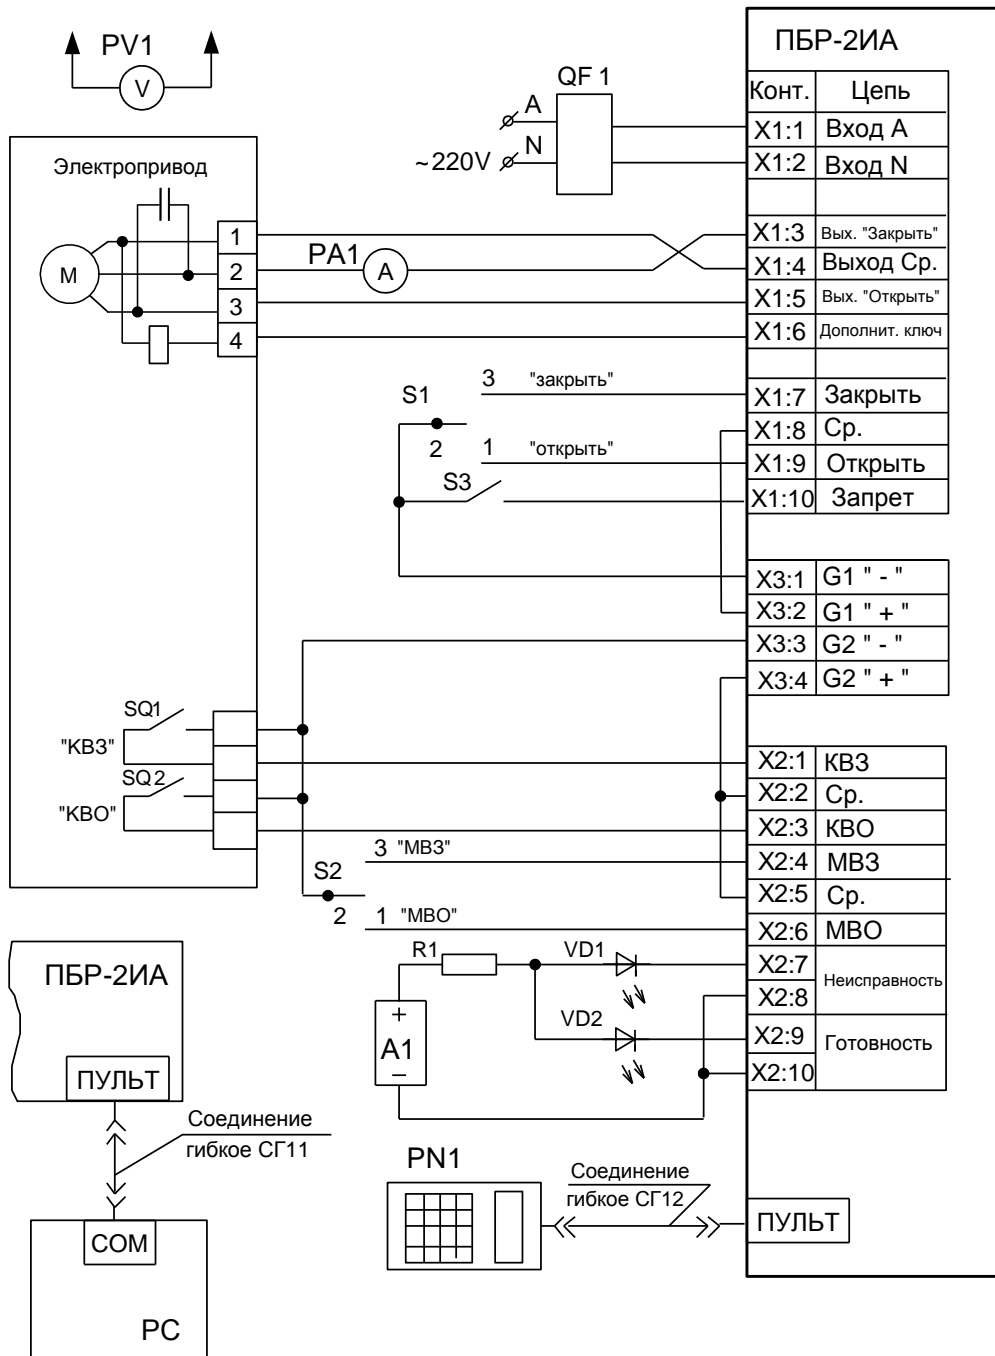 PV1
V
ПБР-2ИА
QF 1
Конт. Цепь
A
X1:1 Вход А
N
~220V
X1:2 Вход N
Электропривод
1
X1:3 Вых. "Закрыть"
PA1
A
M
2
X1:4 Выход Ср.
3
X1:5 Вых. "Открыть"
4
X1:6 Дополнит. ключ
3 "закрыть"
S1
X1:7 Закрыть
X1:8 Ср.
2
1 "открыть"
X1:9 Открыть
S3
X1:10 Запрет
X3:1 G1 " - "
X3:2 G1 " + "
X3:3 G2 " - "
X3:4 G2 " + "
SQ1
"КВЗ"
X2:1 КВЗ
SQ2
X2:2 Ср.
"КВО"
X2:3 КВО
3 "МВЗ"
X2:4 МВЗ
S2
X2:5 Ср.
2
1 "МВО"
X2:6 МВО
R1
VD1
X2:7
Неисправность
X2:8
ПБР-2ИА
+
A1
–
VD2
X2:9
Готовность
X2:10
ПУЛЬТ
Соединение
гибкое СГ11
PN1
Соединение
гибкое СГ12
ПУЛЬТ
COM
PC